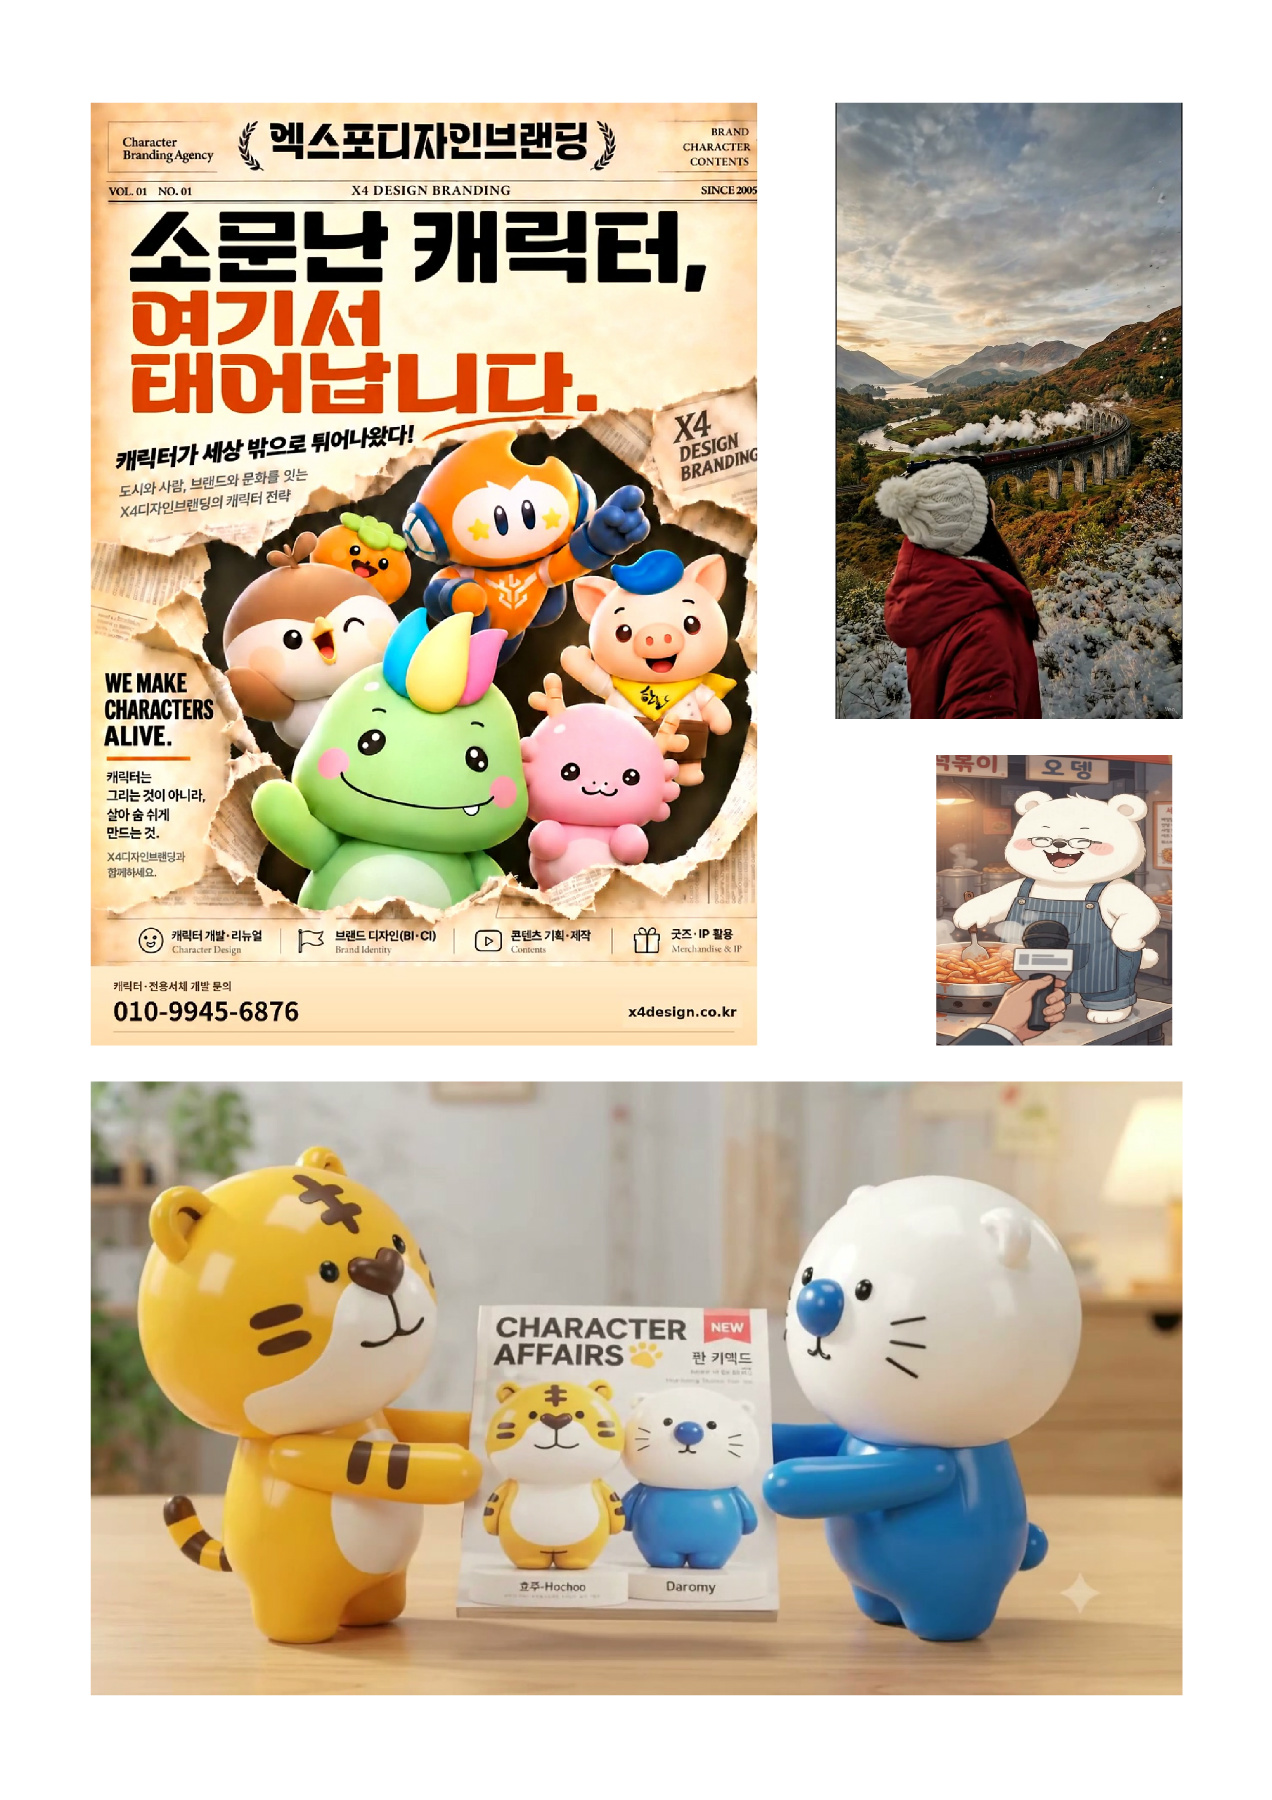 Character
Branding Agency
엑스포디자인브랜딩
BRAND
CHARACTER
CONTENTS
VOL. 01 NO. 01
X4 DESIGN BRANDING
SINCE 2005
소문난 캐릭터,
여기서
태어납니다.
캐릭터가 세상 밖으로 튀어나왔다!
도시와 사람, 브랜드와 문화를 잇는
X4디자인브랜딩의 캐릭터 전략
X4
DESIGN
BRANDING
WE MAKE
CHARACTERS
ALIVE.
캐릭터는
그리는 것이 아니라,
살아 숨 쉬게
만드는 것.
X4디자인브랜딩과
함께하세요.
캐릭터 개발·리뉴얼
Character Design
브랜드 디자인(BI·CI)
Brand Identity
콘텐츠 기획·제작
Contents
굿즈·IP 활용
Merchandise & IP
캐릭터·전용서체 개발 문의
010-9945-6876
x4design.co.kr
떡볶이
오뎅
CHARACTER
AFFAIRS
NEW
효주-Hochoo
Daromy